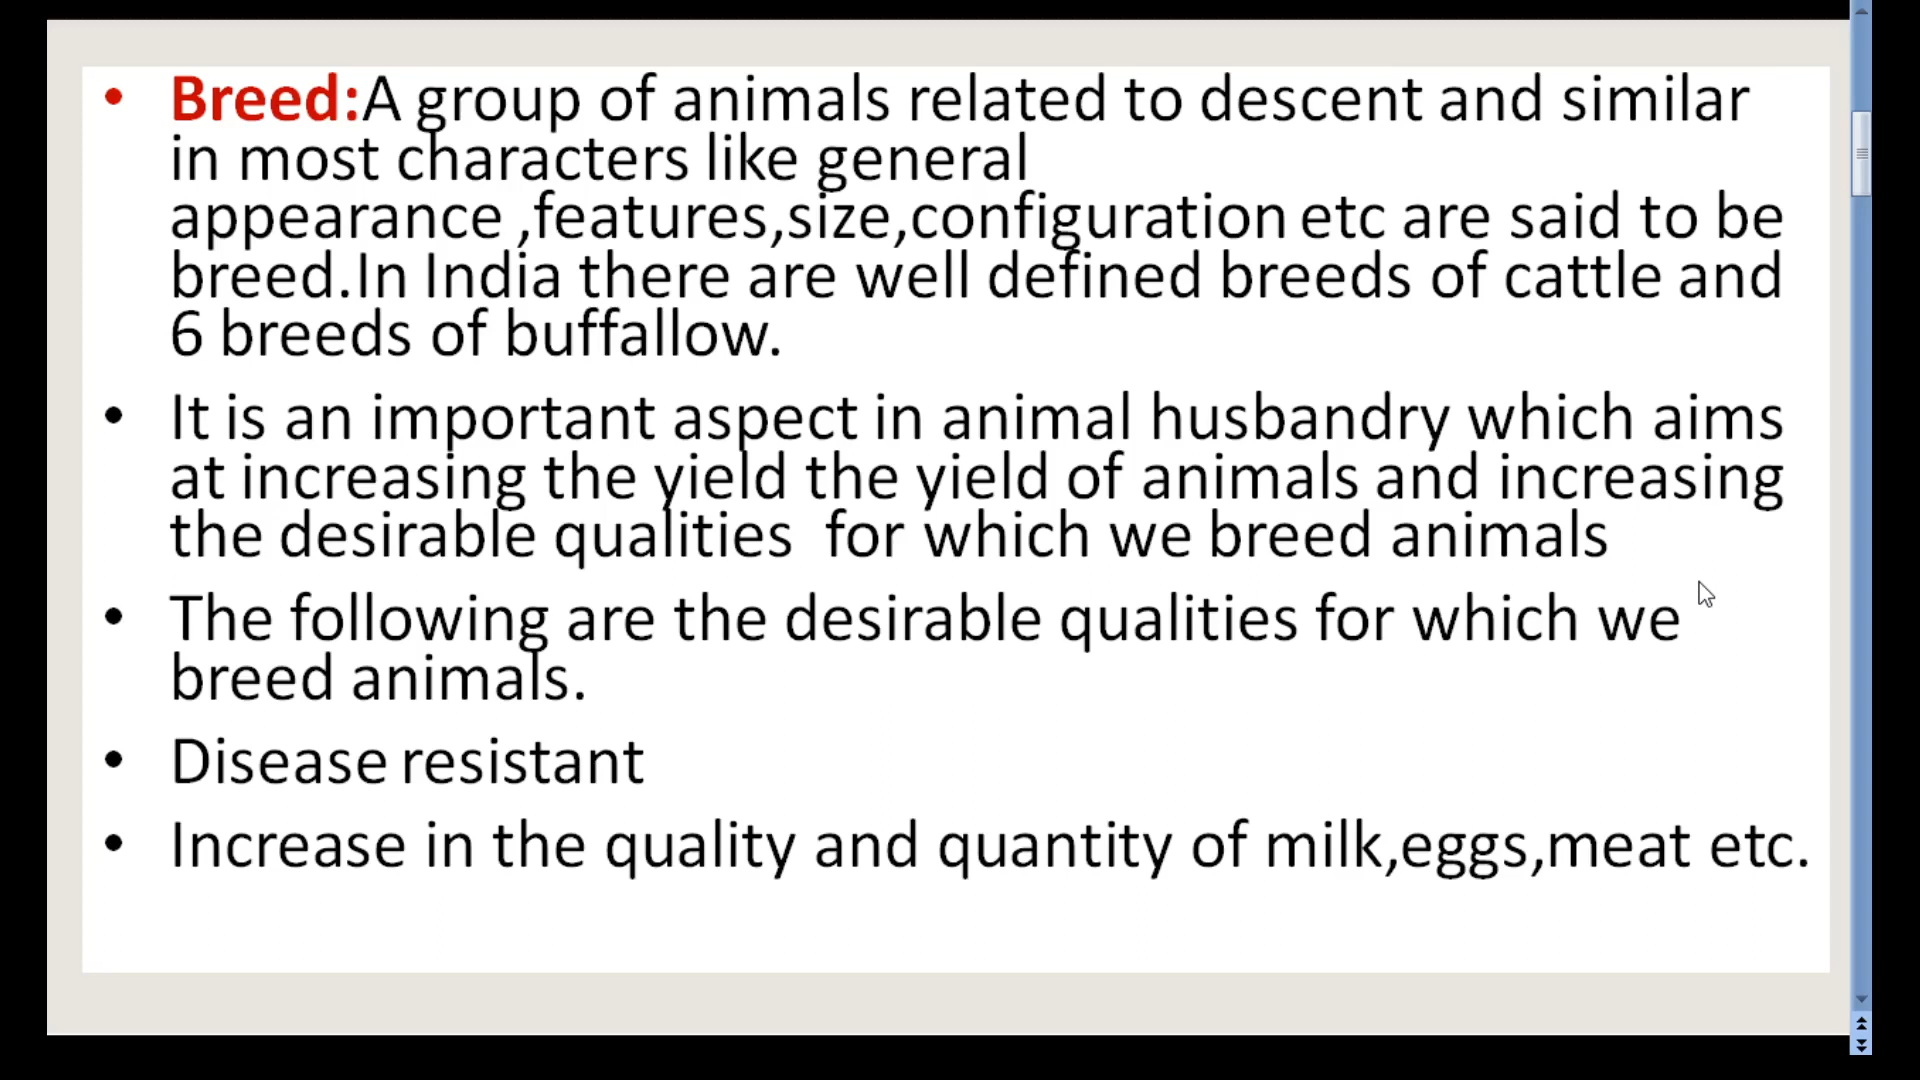 • Breed:A group of animals related to descent and similar
in most characters like general
appearance ,features,size,configuration etc are said to be
breed.In India there are well defined breeds of cattle and
6 breeds of buffallow.
• It is an important aspect in animal husbandry which aims
at increasing the yield the yield of animals and increasing
the desirable qualities  for which we breed animals
• The following are the desirable qualities for which we
breed animals.
• Disease resistant
• Increase in the quality and quantity of milk,eggs,meat etc.